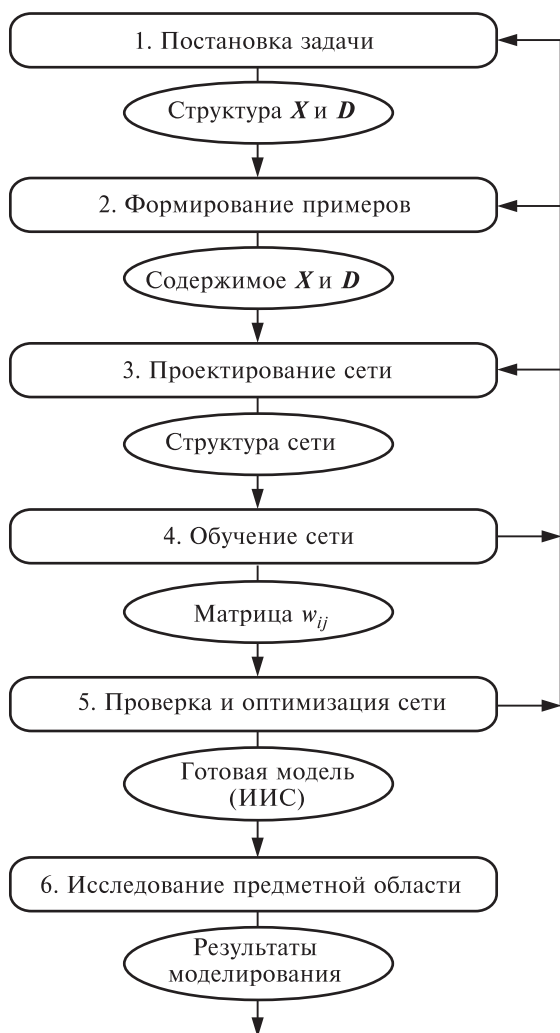 1. Постановка задачи
Структура X и D
2. Формирование примеров
Содержимое X и D
3. Проектирование сети
Структура сети
4. Обучение сети
Матрица w_ij
5. Проверка и оптимизация сети
Готовая модель
(ИИС)
6. Исследование предметной области
Результаты
моделирования